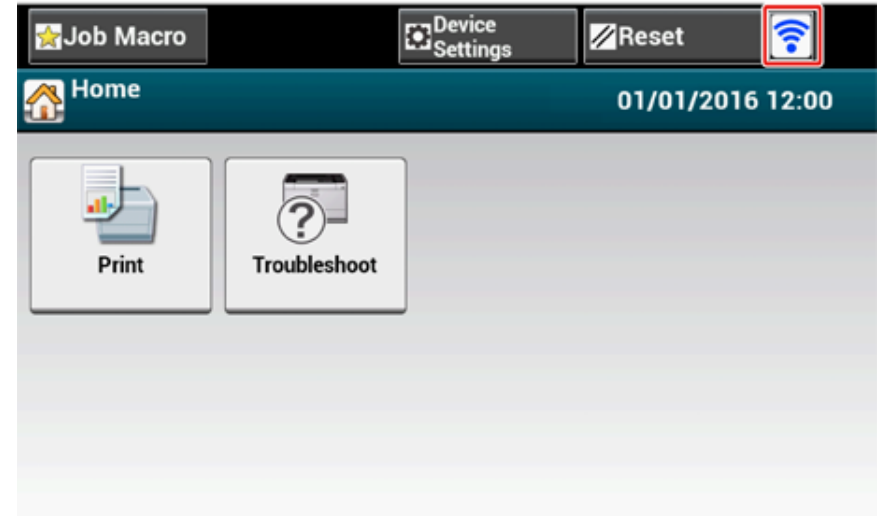 Job Macro
Device
Settings
Reset
Home
01/01/2016 12:00
Print
Troubleshoot